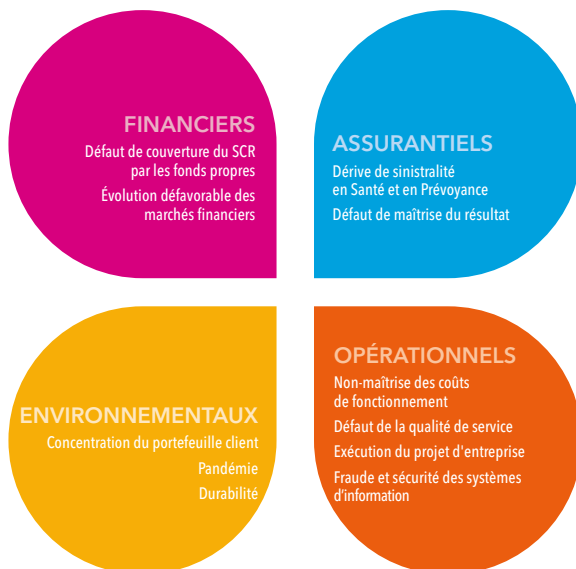 FINANCIERS
Défaut de couverture du SCR
par les fonds propres
Évolution défavorable des
marchés financiers
ASSURANTIELS
Dérive de sinistralité
en Santé et en Prévoyance
Défaut de maîtrise du résultat
ENVIRONNEMENTAUX
Concentration du portefeuille client
Pandémie
Durabilité
OPÉRATIONNELS
Non-maîtrise des coûts
de fonctionnement
Défaut de la qualité de service
Exécution du projet d'entreprise
Fraude et sécurité des systèmes
d'information